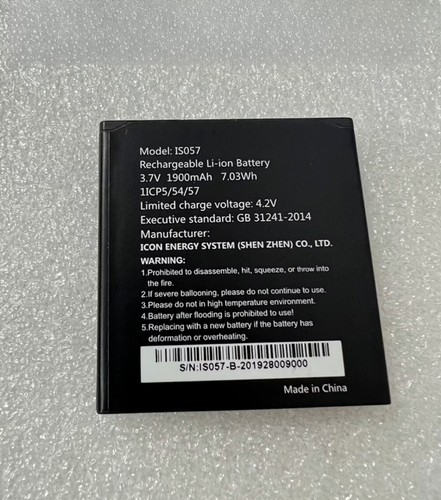 Model: IS057
Rechargeable Li-ion Battery
3.7V 1900mAh 7.03Wh
1ICP5/54/57
Limited charge voltage: 4.2V
Executive standard: GB 31241-2014
Manufacturer:
ICON ENERGY SYSTEM (SHEN ZHEN) CO., LTD.
WARNING:
1.Prohibited to disassemble, hit, squeeze, or throw into
the fire.
2.If severe ballooning, please do not continue to use.
3.Please do not in high temperature environment.
4.Battery after flooding is prohibited to use!
5.Replacing with a new battery if the battery has
deformation or overheating.
S/N:IS057-B-201928009000
Made in China